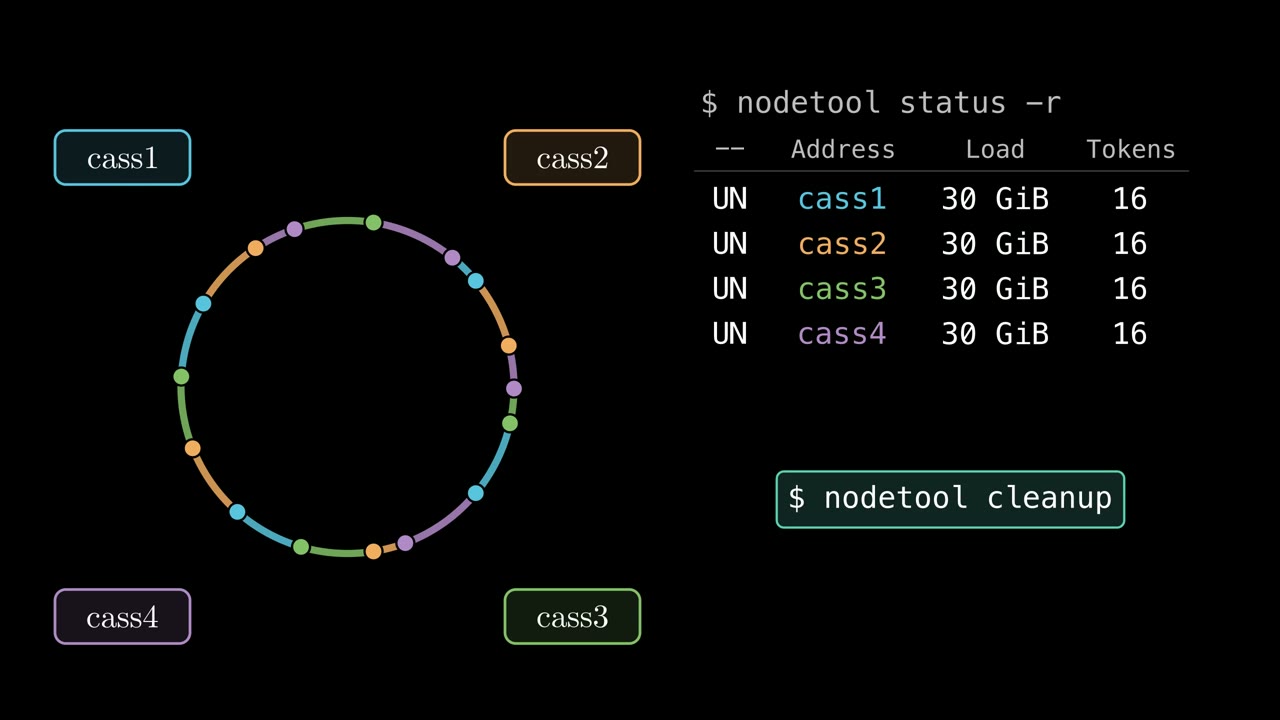 cass1
cass2
cass4
cass3
$ nodetool status -r
-- Address Load Tokens
UN cass1 30 GiB 16
UN cass2 30 GiB 16
UN cass3 30 GiB 16
UN cass4 30 GiB 16
$ nodetool cleanup